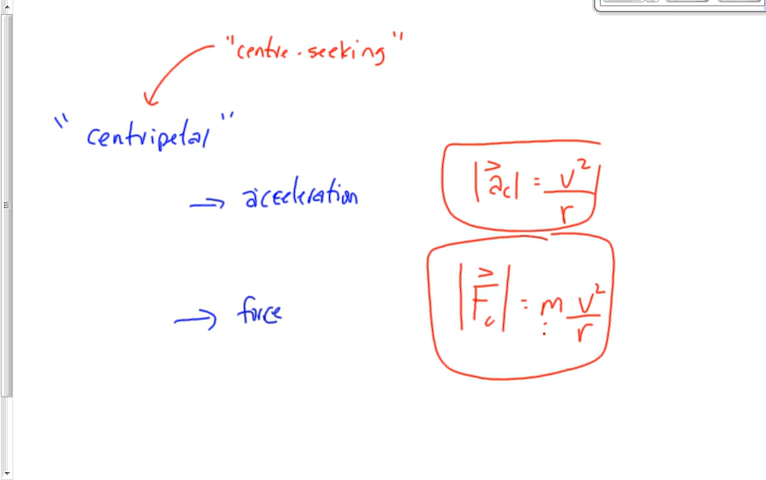 "centre-seeking"
"centripetal"
→ acceleration
|a⃗c| = v²/r
→ force
|F⃗c| = m v²/r